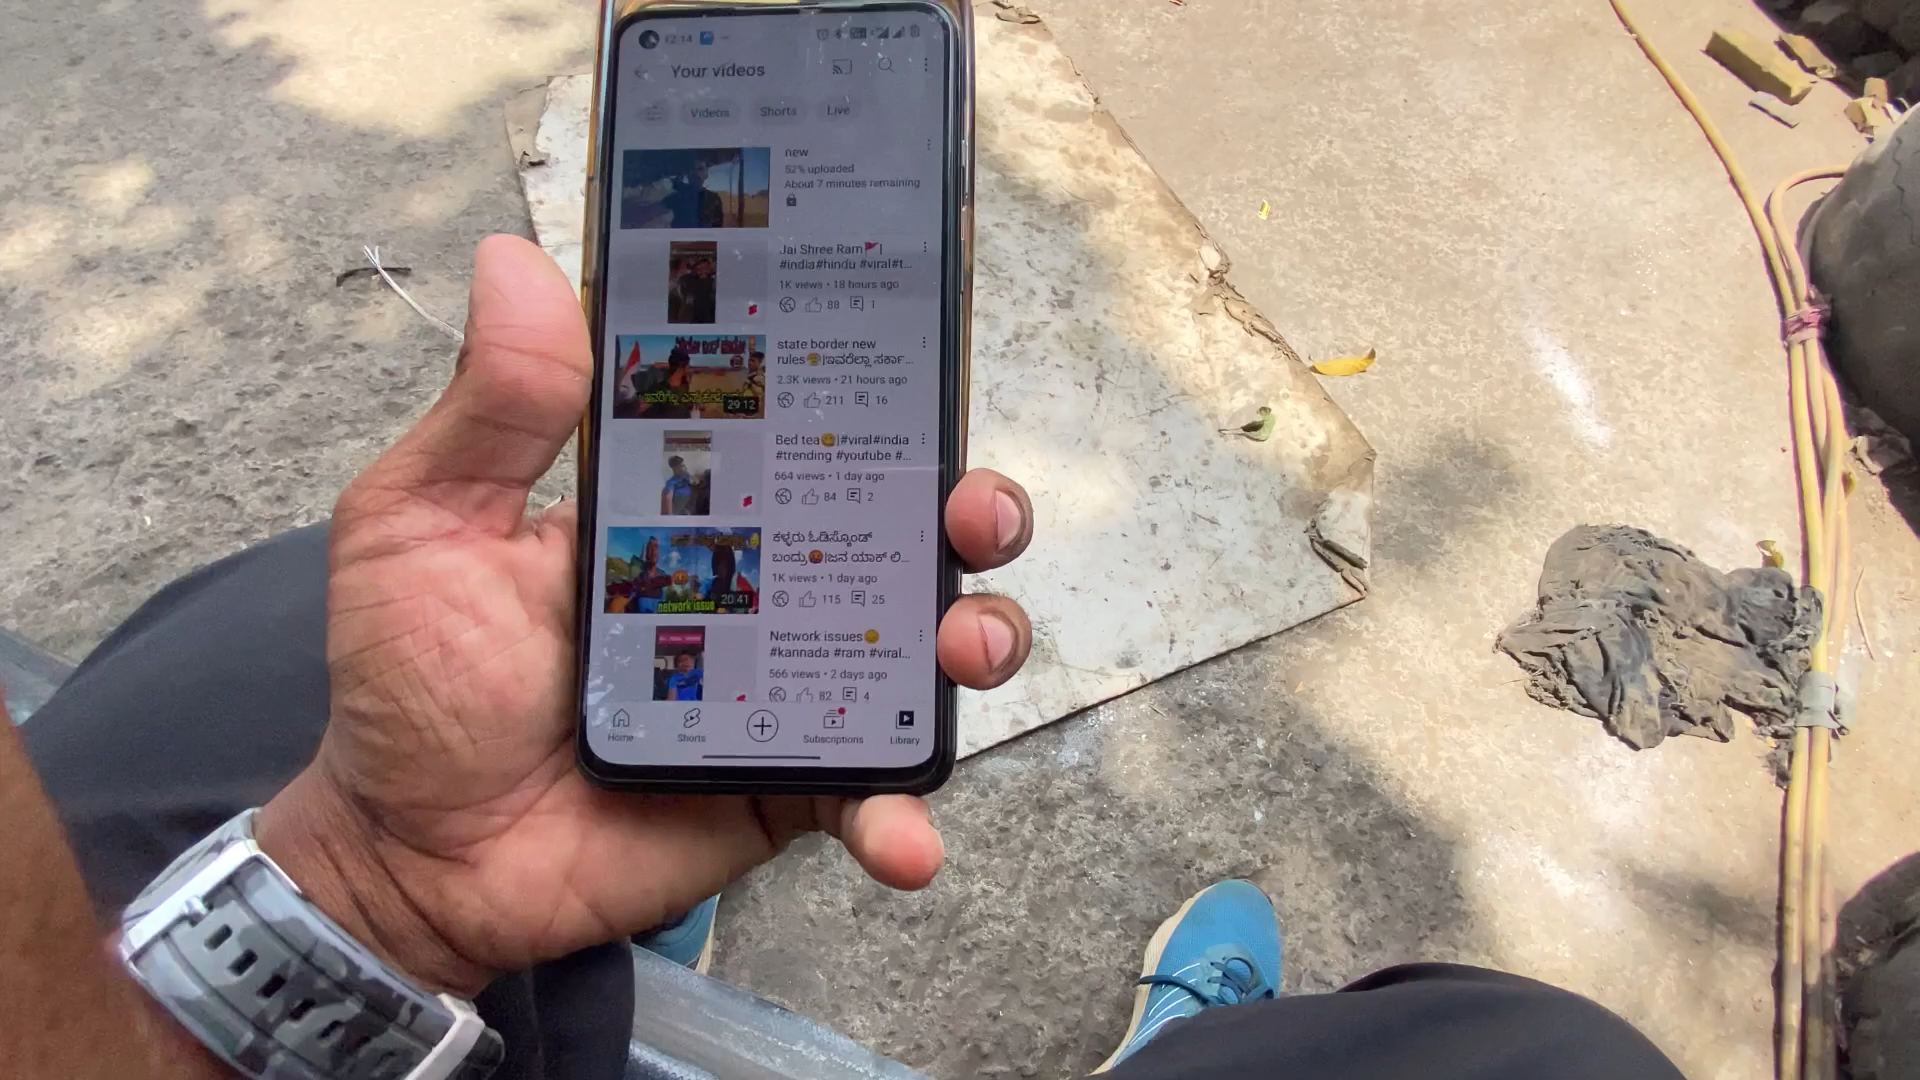 12:14
Your videos
Videos Shorts Live
new
52% uploaded
About 7 minutes remaining
Jai Shree Ram🚩|
#india#hindu #viral#t...
1K views • 18 hours ago
88 1
state border new
rules😤|ಇವರೆಲ್ಲಾ ಸರ್ಕಾ...
2.3K views • 21 hours ago
211 16
29:12
Bed tea😁|#viral#india
#trending #youtube #...
664 views • 1 day ago
84 2
ಕಳ್ಳರು ಓಡಿಸ್ಕೊಂಡ್
ಬಂದ್ರು😡|ಜನ ಯಾಕ್ ಲಿ...
1K views • 1 day ago
115 25
network issue 20:41
Network issues😔
#kannada #ram #viral...
566 views • 2 days ago
82 4
Home Shorts Subscriptions Library